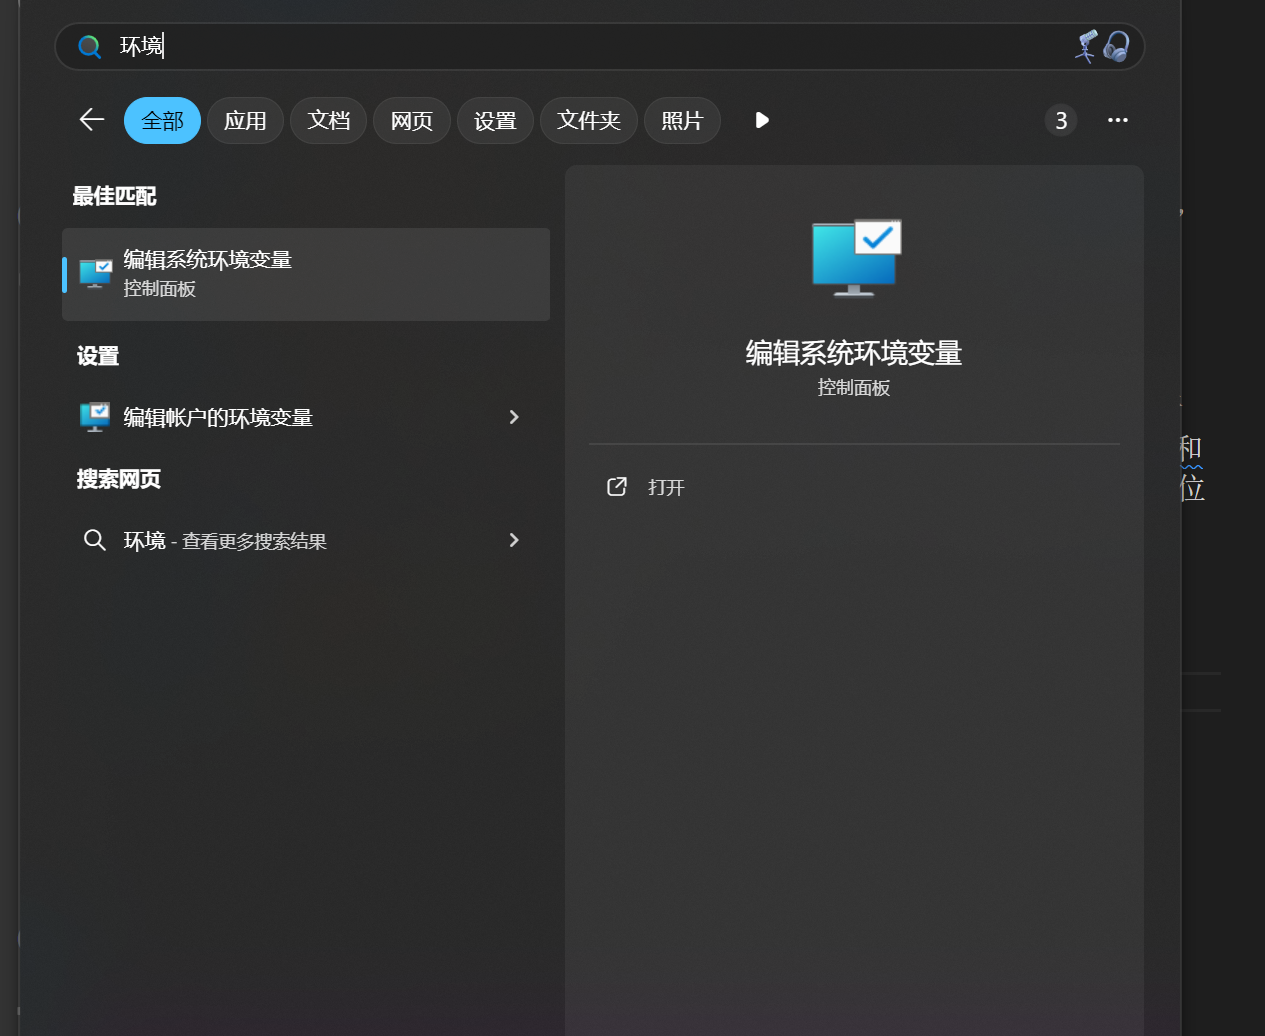 环境
全部 应用 文档 网页 设置 文件夹 照片 3
最佳匹配
编辑系统环境变量
控制面板
设置
编辑帐户的环境变量
搜索网页
环境 - 查看更多搜索结果
编辑系统环境变量
控制面板
打开
和
位